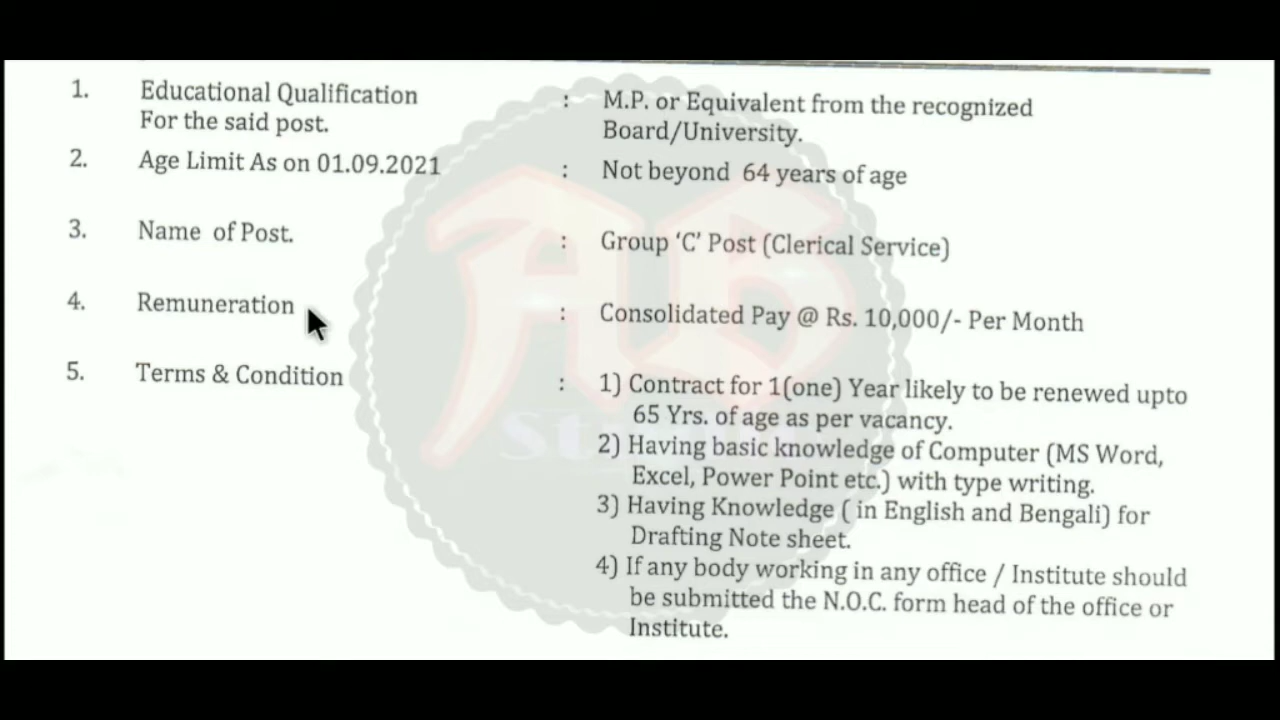 1. Educational Qualification : M.P. or Equivalent from the recognized
For the said post. Board/University.
2. Age Limit As on 01.09.2021 : Not beyond 64 years of age
3. Name of Post. : Group ‘C’ Post (Clerical Service)
4. Remuneration : Consolidated Pay @ Rs. 10,000/- Per Month
5. Terms & Condition : 1) Contract for 1(one) Year likely to be renewed upto
65 Yrs. of age as per vacancy.
2) Having basic knowledge of Computer (MS Word,
Excel, Power Point etc.) with type writing.
3) Having Knowledge ( in English and Bengali) for
Drafting Note sheet.
4) If any body working in any office / Institute should
be submitted the N.O.C. form head of the office or
Institute.
AB